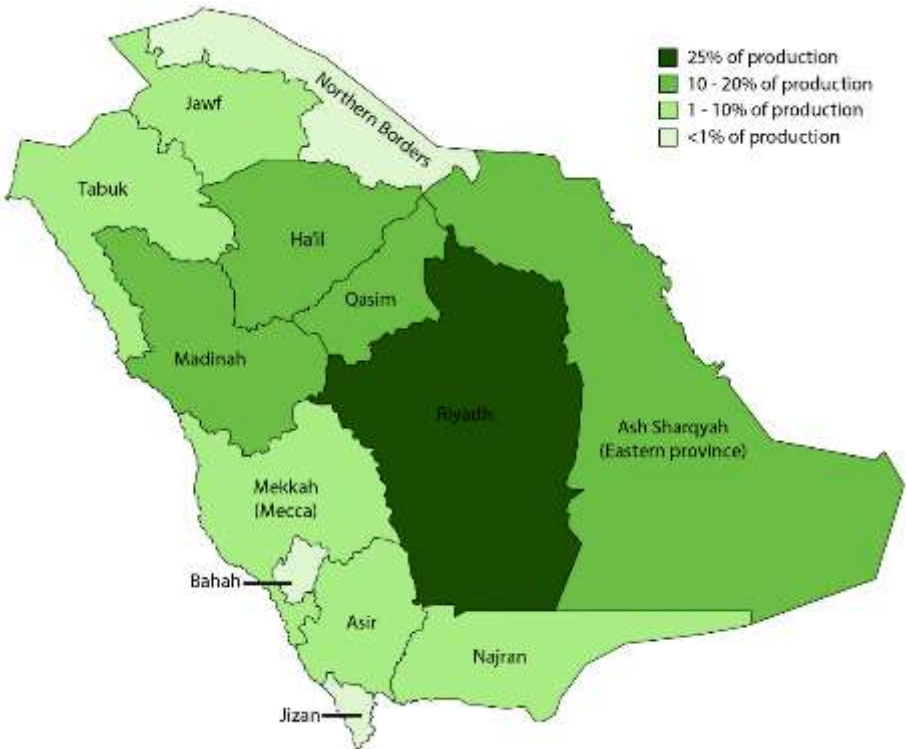 25% of production
10 - 20% of production
1 - 10% of production
<1% of production
Northern Borders
Jawf
Tabuk
Ha'il
Qasim
Madinah
Riyadh
Ash Sharqyah
(Eastern province)
Mekkah
(Mecca)
Bahah
Asir
Najran
Jizan